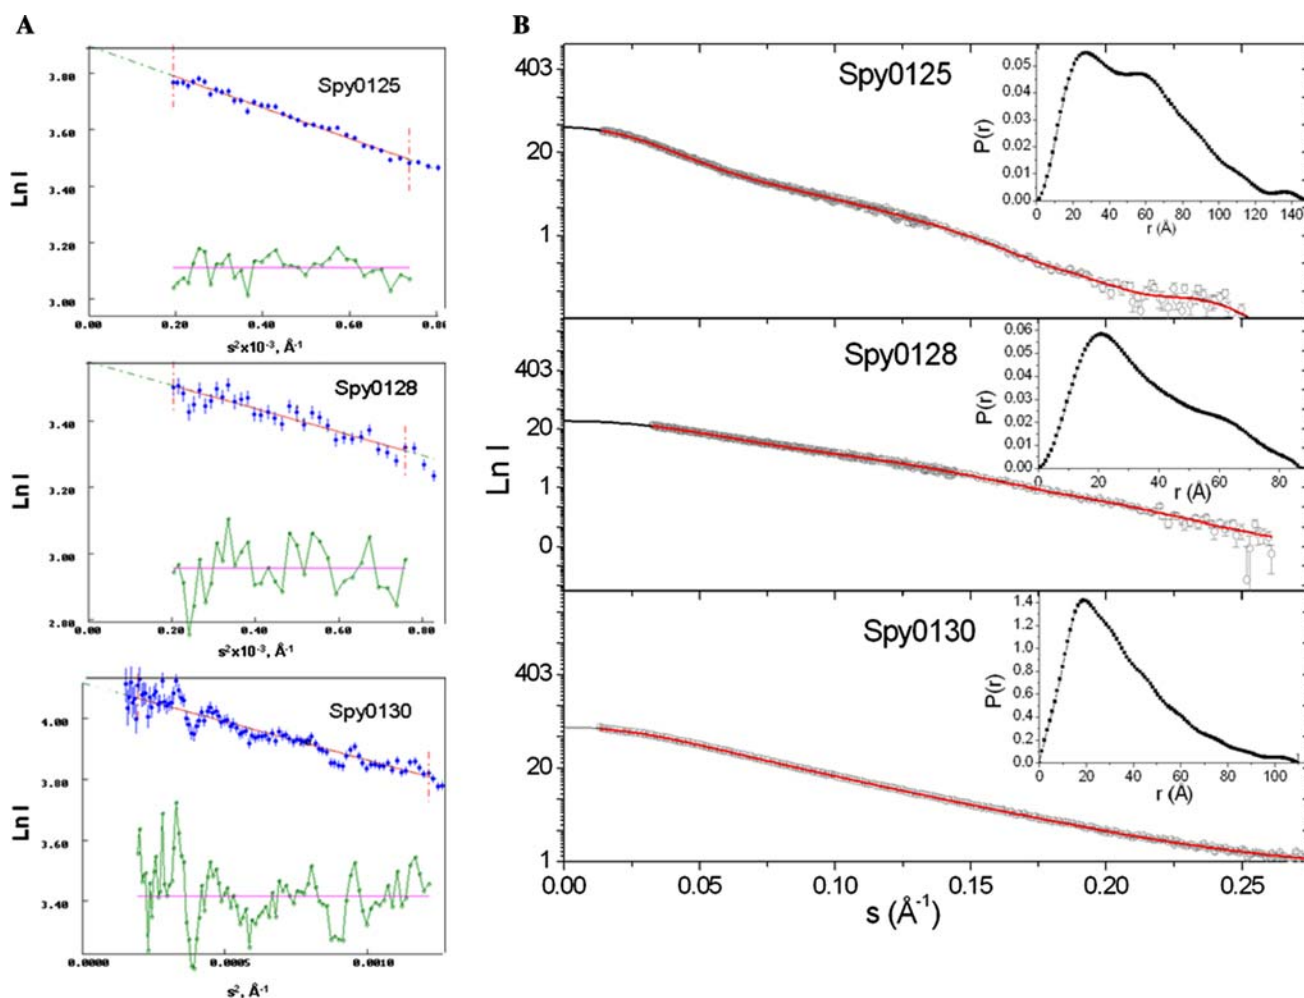 A
B
Spy0125
Ln I
3.80
3.60
3.40
3.20
3.00
0.00 0.20 0.40 0.60 0.80
s²x10⁻³, Å⁻¹
Spy0128
Ln I
3.40
3.20
3.00
2.80
0.00 0.20 0.40 0.60 0.80
s²x10⁻³, Å⁻¹
Spy0130
Ln I
4.00
3.80
3.60
3.40
0.0000 0.0005 0.0010
s², Å⁻¹
Spy0125
403
20
1
P(r)
0.05
0.04
0.03
0.02
0.01
0.00
0 20 40 60 80 100 120 140
r (Å)
Spy0128
Ln I
403
20
1
0
P(r)
0.06
0.05
0.04
0.03
0.02
0.01
0.00
0 20 40 60 80
r (Å)
Spy0130
403
20
1
P(r)
1.4
1.2
1.0
0.8
0.6
0.4
0.2
0.0
0 20 40 60 80 100
r (Å)
0.00 0.05 0.10 0.15 0.20 0.25
s (Å⁻¹)